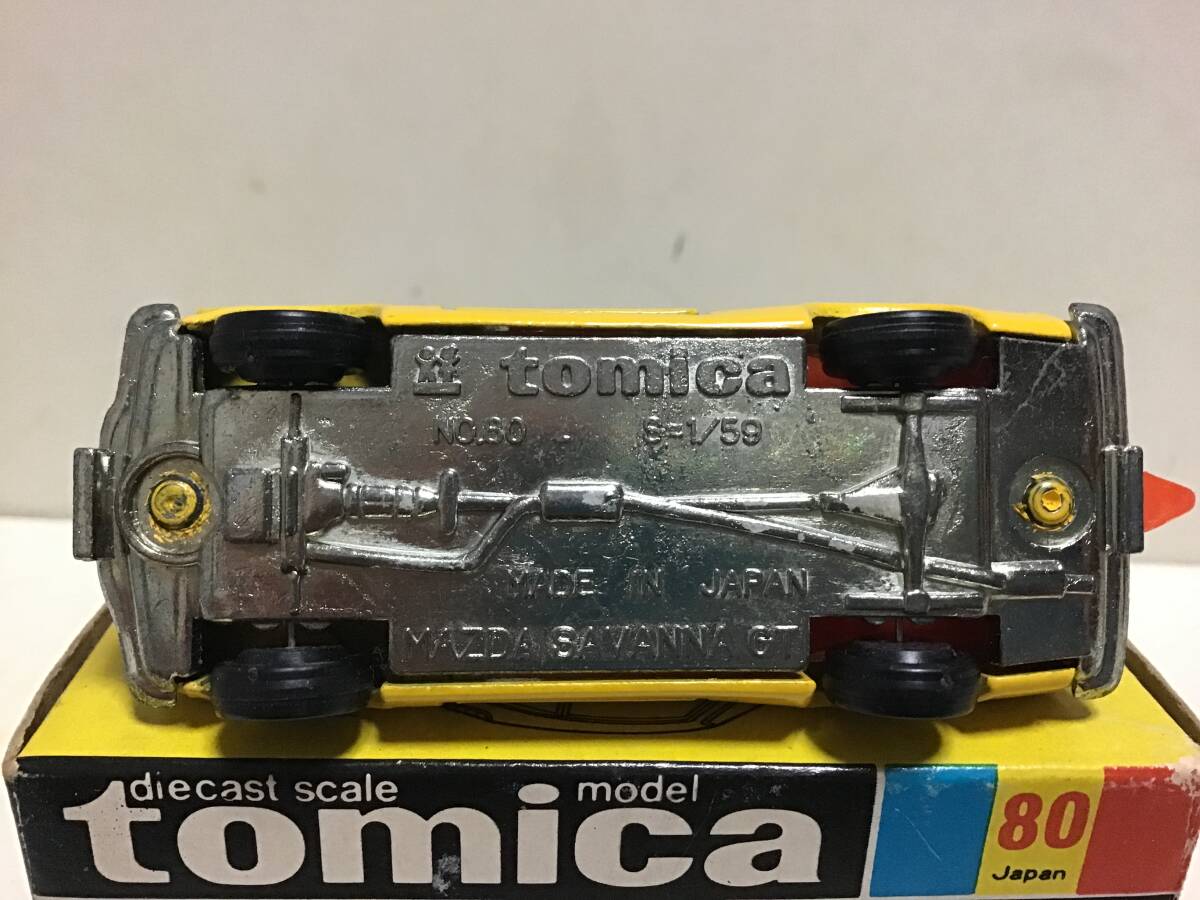 tomica
NO.80 S=1/59
MADE IN JAPAN
MAZDA SAVANNA GT
diecast scale model
tomica
80
Japan